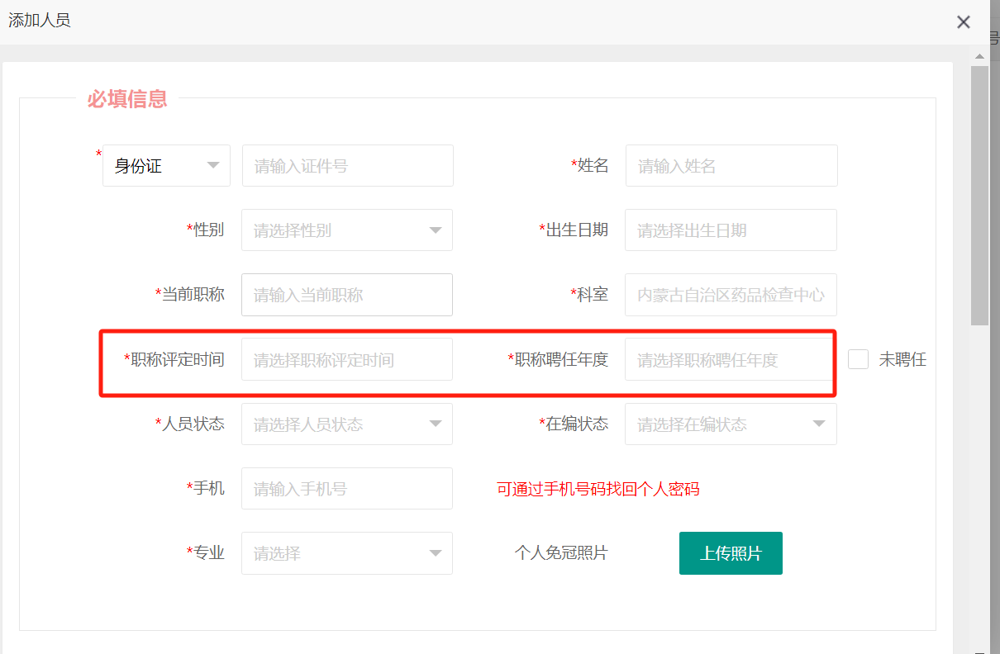 添加人员
号
必填信息
*身份证 请输入证件号 *姓名 请输入姓名
*性别 请选择性别 *出生日期 请选择出生日期
*当前职称 请输入当前职称 *科室 内蒙古自治区药品检查中心
*职称评定时间 请选择职称评定时间 *职称聘任年度 请选择职称聘任年度 未聘任
*人员状态 请选择人员状态 *在编状态 请选择在编状态
*手机 请输入手机号 可通过手机号码找回个人密码
*专业 请选择 个人免冠照片 上传照片